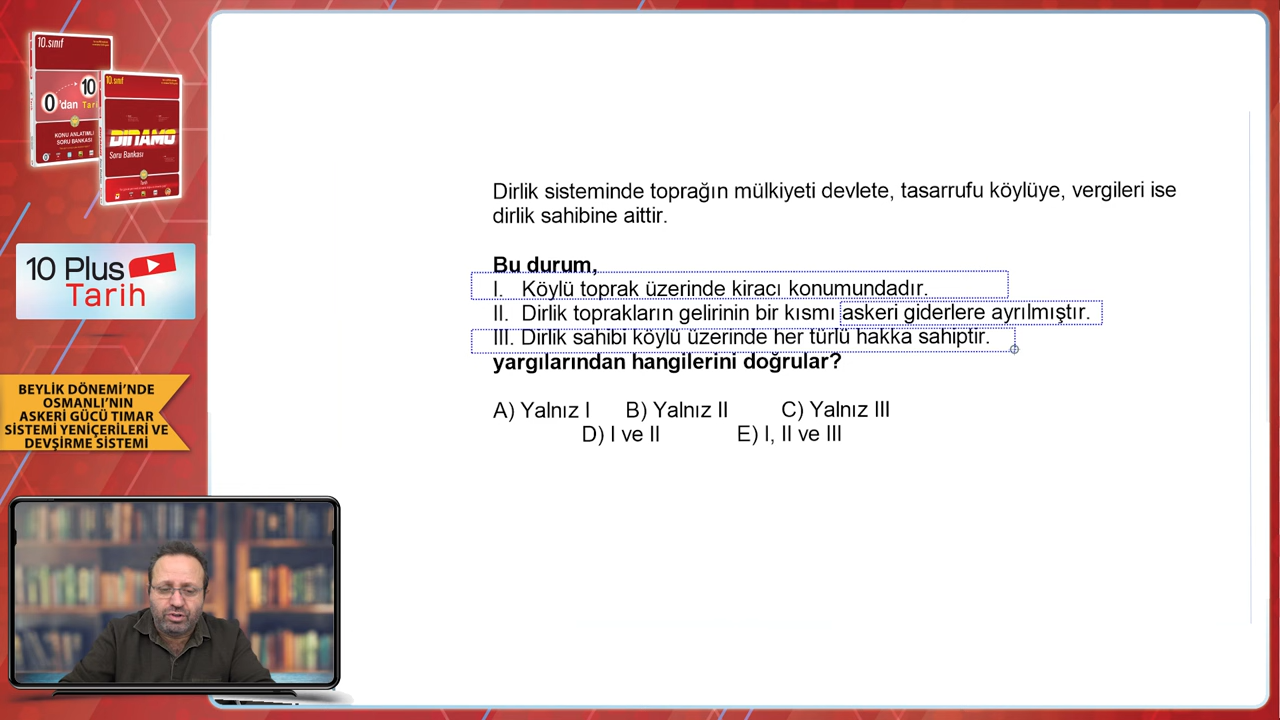 10.sınıf
0'dan 10
Tari
KONU ANLATIMLI
SORU BANKASI
10.sınıf
DINAMO
Soru Bankası
Tarih
10 Plus
Tarih
BEYLİK DÖNEMİ'NDE
OSMANLI'NIN
ASKERİ GÜCÜ TIMAR
SİSTEMİ YENİÇERİLERİ VE
DEVŞİRME SİSTEMİ
Dirlik sisteminde toprağın mülkiyeti devlete, tasarrufu köylüye, vergileri ise
dirlik sahibine aittir.
Bu durum,
I. Köylü toprak üzerinde kiracı konumundadır.
II. Dirlik toprakların gelirinin bir kısmı askeri giderlere ayrılmıştır.
III. Dirlik sahibi köylü üzerinde her türlü hakka sahiptir.
yargılarından hangilerini doğrular?
A) Yalnız I B) Yalnız II C) Yalnız III
D) I ve II E) I, II ve III